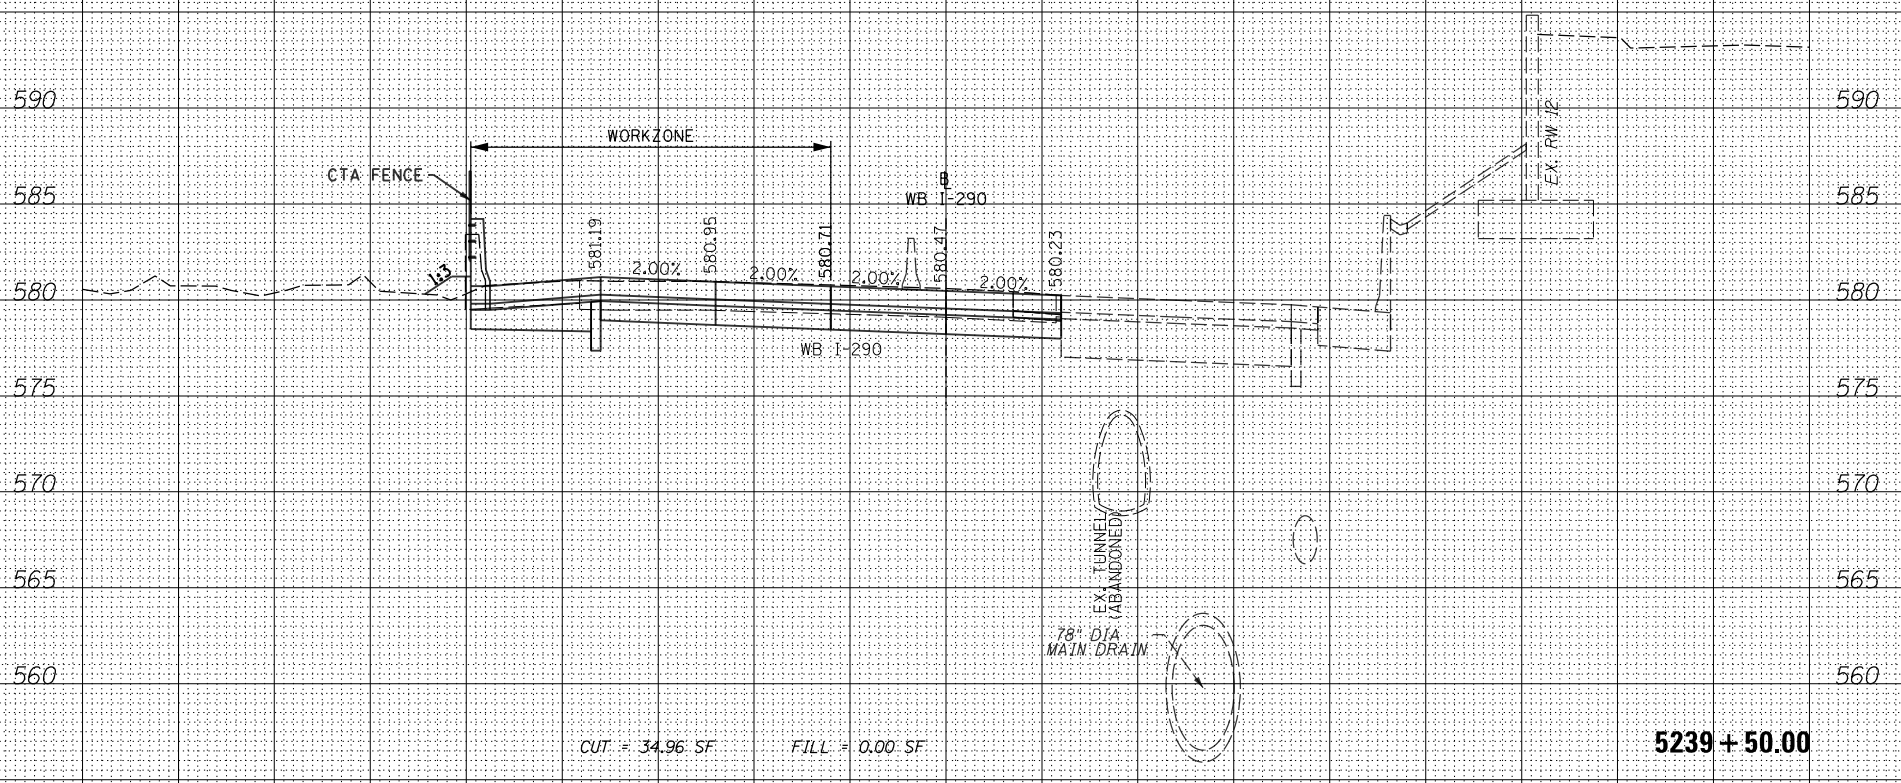 590
590
WORKZONE
CTA FENCE
EX. RW 12
585
585
BL
WB I-290
581.19
580.95
580.71
580.47
580.23
1:3
2.00%
2.00%
2.00%
2.00%
580
580
WB I-290
575
575
570
570
EX. TUNNEL
(ABANDONED)
565
565
78" DIA
MAIN DRAIN
560
560
CUT = 34.96 SF
FILL = 0.00 SF
5239+50.00